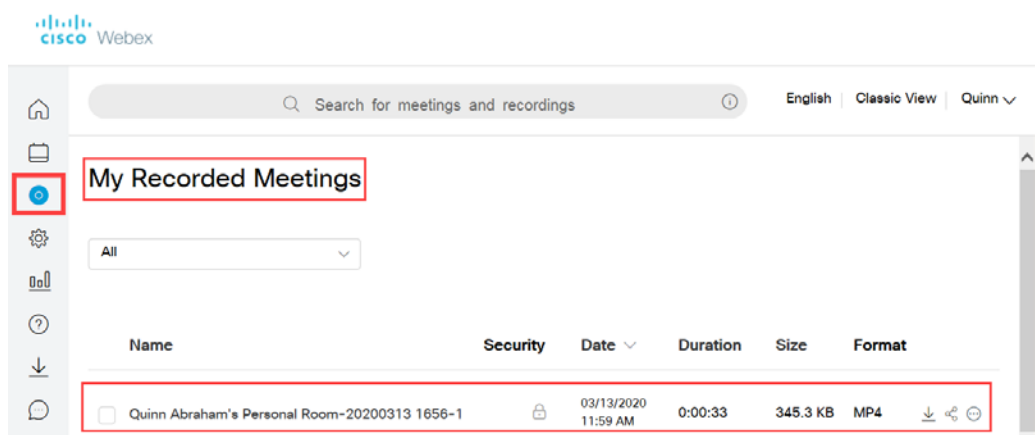 CISCO Webex
Search for meetings and recordings
English
Classic View
Quinn
My Recorded Meetings
All
Name Security Date Duration Size Format
Quinn Abraham's Personal Room-20200313 1656-1 03/13/2020 0:00:33 345.3 KB MP4
11:59 AM